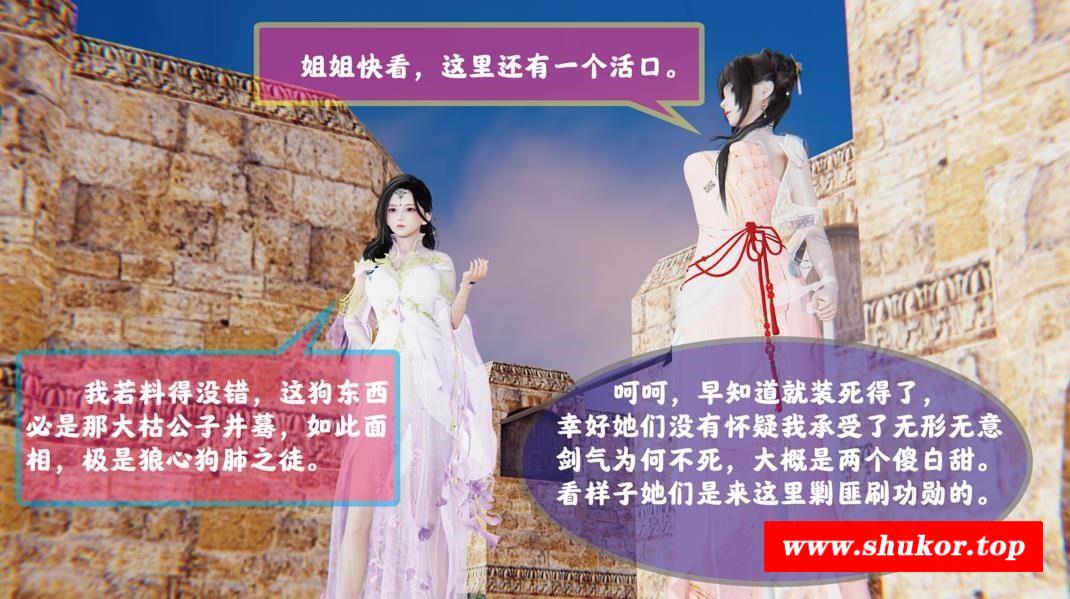 姐姐快看，这里还有一个活口。
我若料得没错，这狗东西
必是那大枯公子井蓦，如此面
相，极是狼心狗肺之徒。
呵呵，早知道就装死得了，
幸好她们没有怀疑我承受了无形无意
剑气为何不死，大概是两个傻白甜。
看样子她们是来这里剿匪刷功勋的。
www.shukor.top